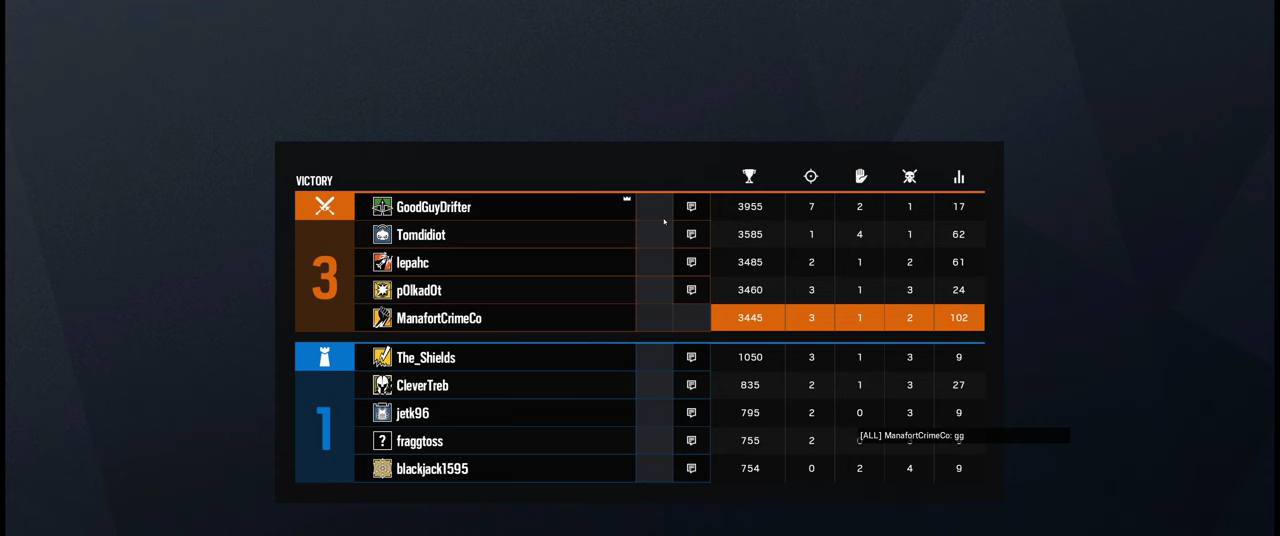 VICTORY
GoodGuyDrifter 3955 7 2 1 17
Tomdidiot 3585 1 4 1 62
lepahc 3485 2 1 2 61
3
p0lkad0t 3460 3 1 3 24
ManafortCrimeCo 3445 3 1 2 102
The_Shields 1050 3 1 3 9
CleverTreb 835 2 1 3 27
jetk96 795 2 0 3 9
1
[ALL] ManafortCrimeCo: gg
? fraggtoss 755 2
blackjack1595 754 0 2 4 9